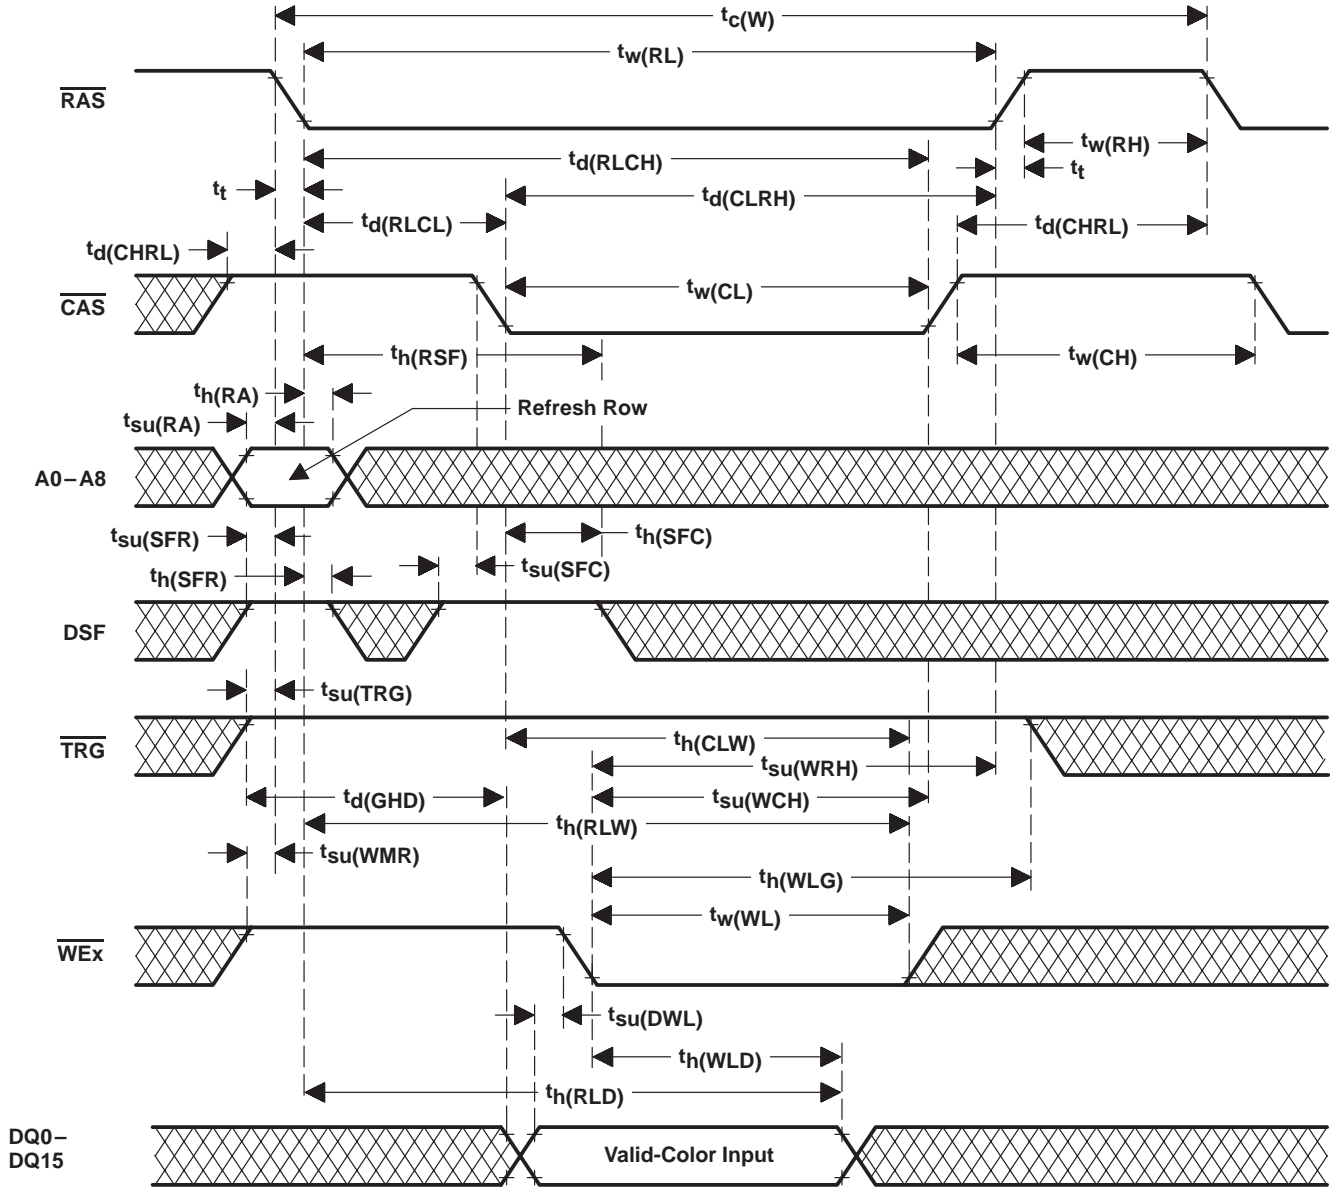 tc(W)
tw(RL)
RAS
tw(RH)
td(RLCH)
tt
tt
td(CLRH)
td(RLCL)
td(CHRL)
td(CHRL)
CAS
tw(CL)
th(RSF)
tw(CH)
th(RA)
Refresh Row
tsu(RA)
A0–A8
tsu(SFR)
th(SFC)
th(SFR)
tsu(SFC)
DSF
tsu(TRG)
TRG
th(CLW)
tsu(WRH)
td(GHD)
tsu(WCH)
th(RLW)
tsu(WMR)
th(WLG)
tw(WL)
WEx
tsu(DWL)
th(WLD)
th(RLD)
DQ0–
DQ15
Valid-Color Input